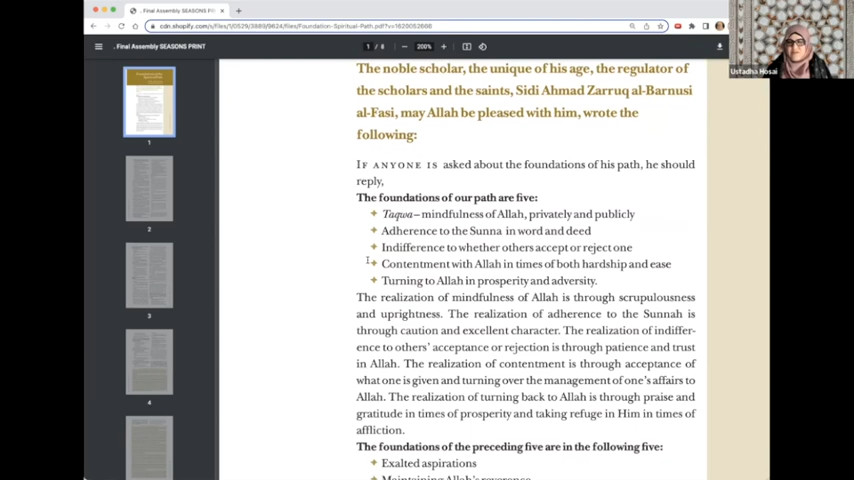 . Final Assembly SEASONS PRINT
cdn.shopify.com/s/files/1/0529/3889/9624/files/Foundation-Spiritual-Path.pdf?v=1620052606
. Final Assembly SEASONS PRINT
1 / 8
200%
Ustadha Hosai
1
2
3
4
The noble scholar, the unique of his age, the regulator of
the scholars and the saints, Sidi Ahmad Zarruq al-Barnusi
al-Fasi, may Allah be pleased with him, wrote the
following:
IF ANYONE IS asked about the foundations of his path, he should
reply,
The foundations of our path are five:
Taqwa—mindfulness of Allah, privately and publicly
Adherence to the Sunna in word and deed
Indifference to whether others accept or reject one
Contentment with Allah in times of both hardship and ease
Turning to Allah in prosperity and adversity.
The realization of mindfulness of Allah is through scrupulousness
and uprightness. The realization of adherence to the Sunnah is
through caution and excellent character. The realization of indiffer-
ence to others’ acceptance or rejection is through patience and trust
in Allah. The realization of contentment is through acceptance of
what one is given and turning over the management of one’s affairs to
Allah. The realization of turning back to Allah is through praise and
gratitude in times of prosperity and taking refuge in Him in times of
affliction.
The foundations of the preceding five are in the following five:
Exalted aspirations
Maintaining Allah’s reverence